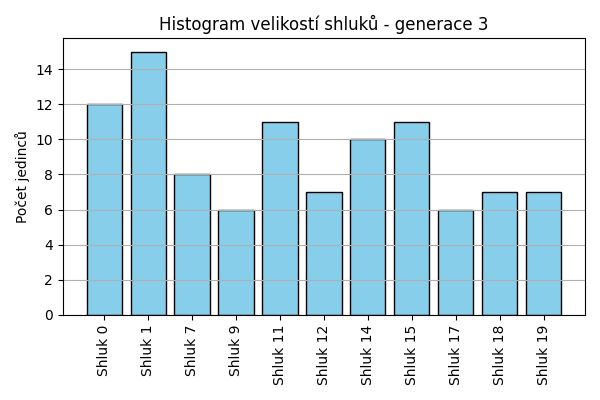 Histogram velikostí shluků - generace 3
Počet jedinců
14
12
10
8
6
4
2
0
Shluk 0
Shluk 1
Shluk 7
Shluk 9
Shluk 11
Shluk 12
Shluk 14
Shluk 15
Shluk 17
Shluk 18
Shluk 19